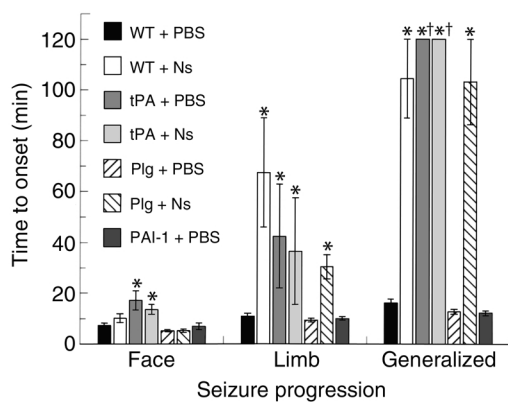 120
100
80
60
40
20
10
0
Time to onset (min)
WT + PBS
WT + Ns
tPA + PBS
tPA + Ns
Plg + PBS
Plg + Ns
PAI-1 + PBS
* *
*
* *
*
* *† *† *
Face Limb Generalized
Seizure progression